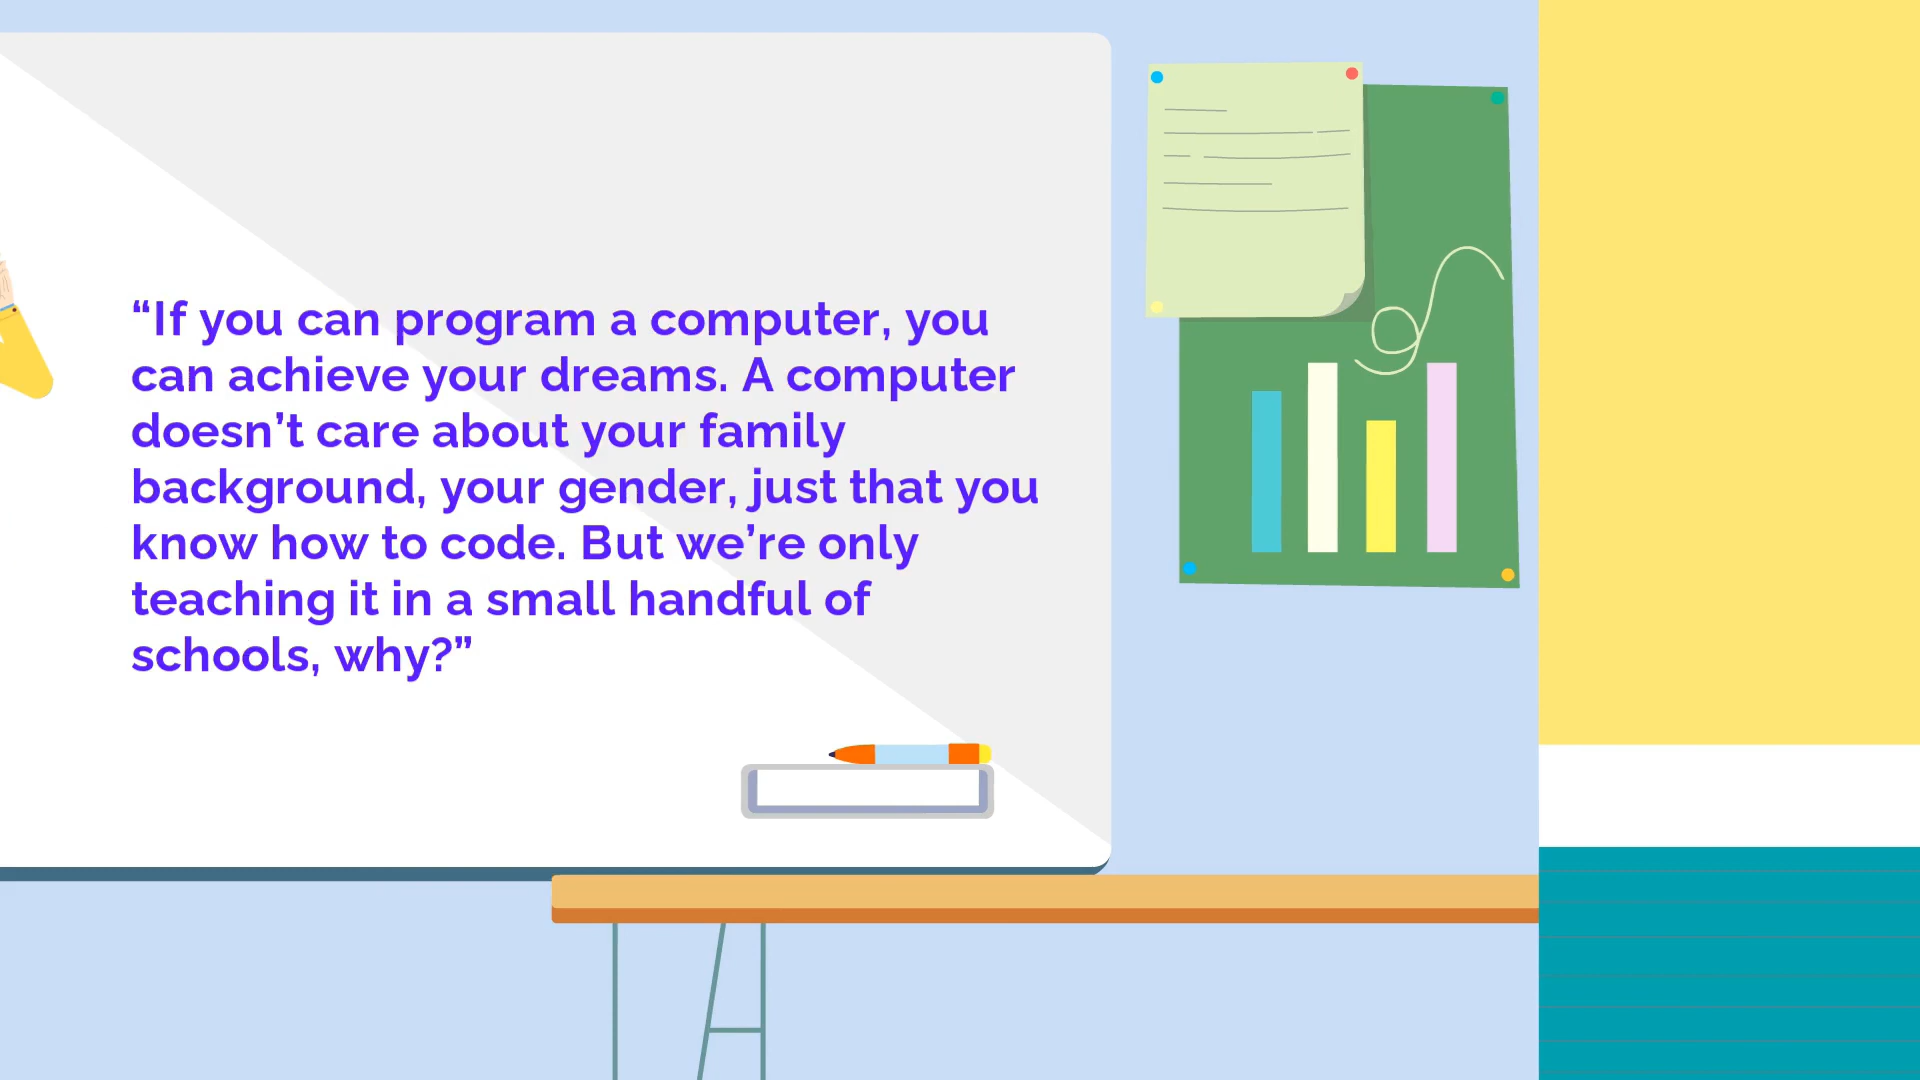 “If you can program a computer, you
can achieve your dreams. A computer
doesn’t care about your family
background, your gender, just that you
know how to code. But we’re only
teaching it in a small handful of
schools, why?”